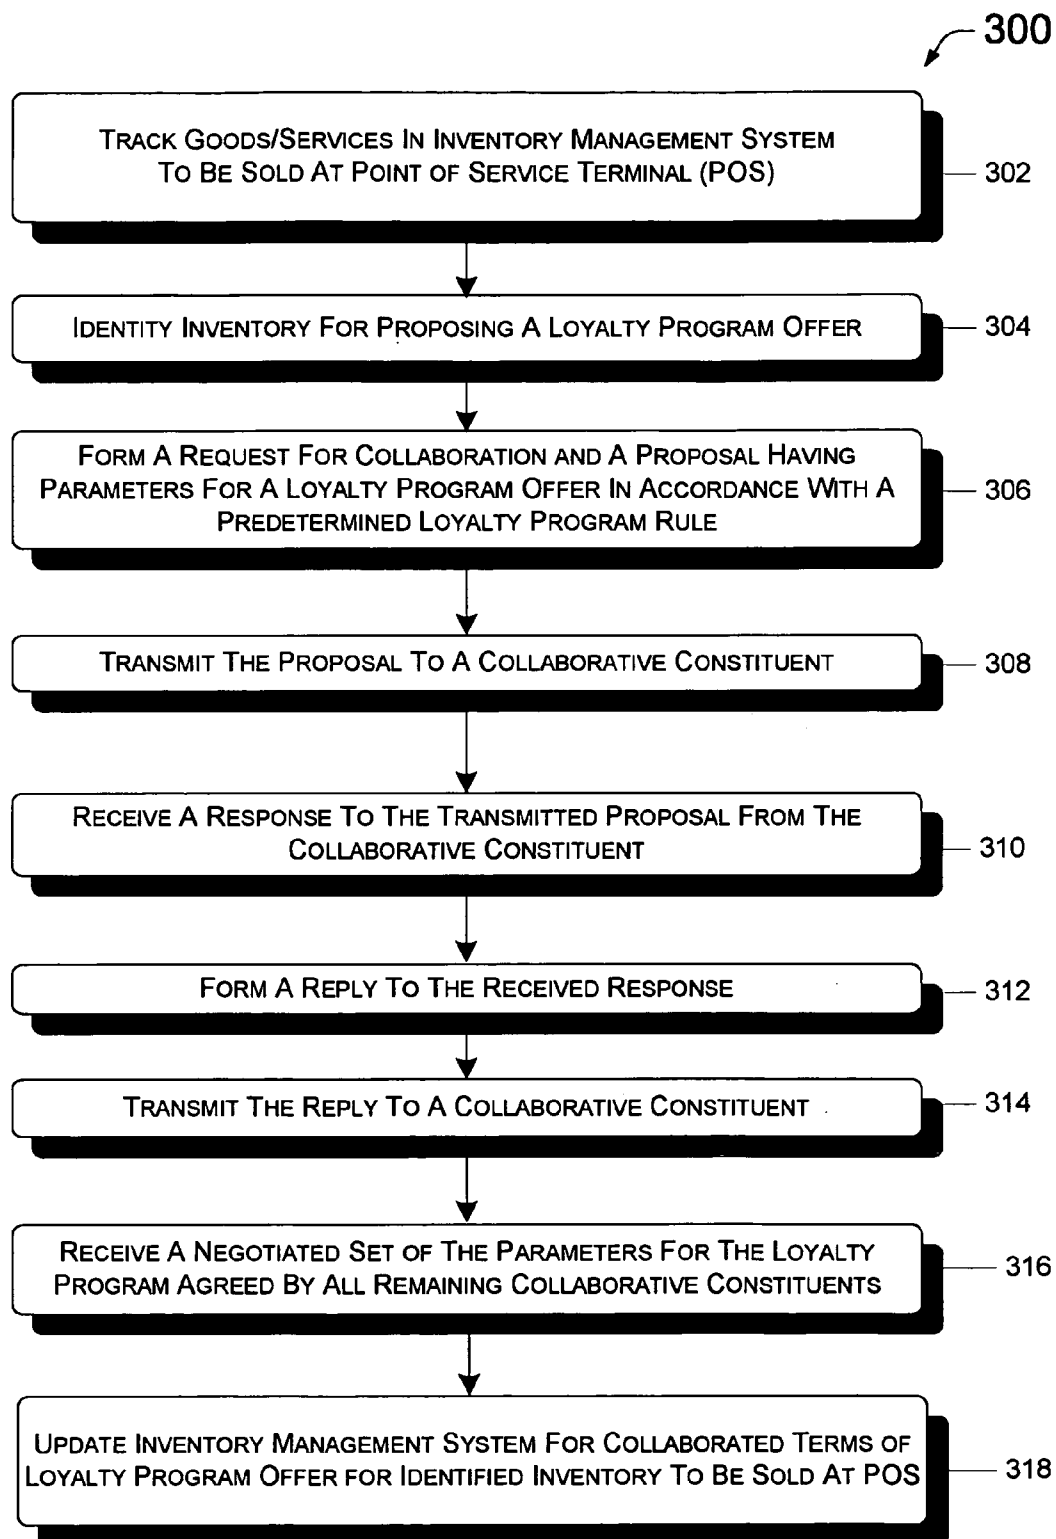 300
TRACK GOODS/SERVICES IN INVENTORY MANAGEMENT SYSTEM
TO BE SOLD AT POINT OF SERVICE TERMINAL (POS)
302
IDENTITY INVENTORY FOR PROPOSING A LOYALTY PROGRAM OFFER
304
FORM A REQUEST FOR COLLABORATION AND A PROPOSAL HAVING
PARAMETERS FOR A LOYALTY PROGRAM OFFER IN ACCORDANCE WITH A
PREDETERMINED LOYALTY PROGRAM RULE
306
TRANSMIT THE PROPOSAL TO A COLLABORATIVE CONSTITUENT
308
RECEIVE A RESPONSE TO THE TRANSMITTED PROPOSAL FROM THE
COLLABORATIVE CONSTITUENT
310
FORM A REPLY TO THE RECEIVED RESPONSE
312
TRANSMIT THE REPLY TO A COLLABORATIVE CONSTITUENT
314
RECEIVE A NEGOTIATED SET OF THE PARAMETERS FOR THE LOYALTY
PROGRAM AGREED BY ALL REMAINING COLLABORATIVE CONSTITUENTS
316
UPDATE INVENTORY MANAGEMENT SYSTEM FOR COLLABORATED TERMS OF
LOYALTY PROGRAM OFFER FOR IDENTIFIED INVENTORY TO BE SOLD AT POS
318